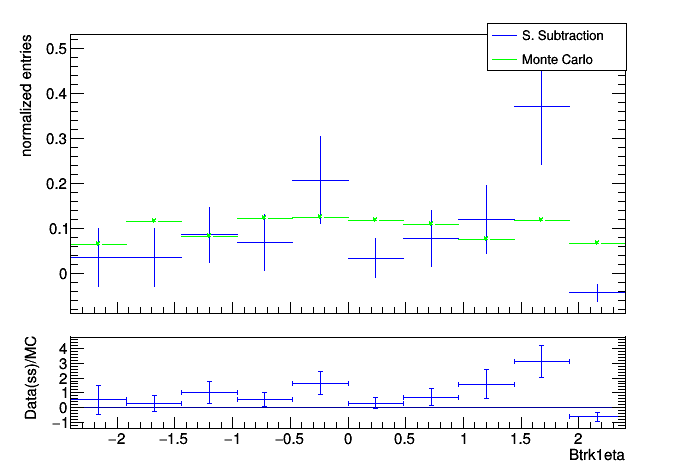 S. Subtraction
Monte Carlo
normalized entries
0.5
0.4
0.3
0.2
0.1
0
Data(ss)/MC
4
3
2
1
0
−1
−2 −1.5 −1 −0.5 0 0.5 1 1.5 2
Btrk1eta